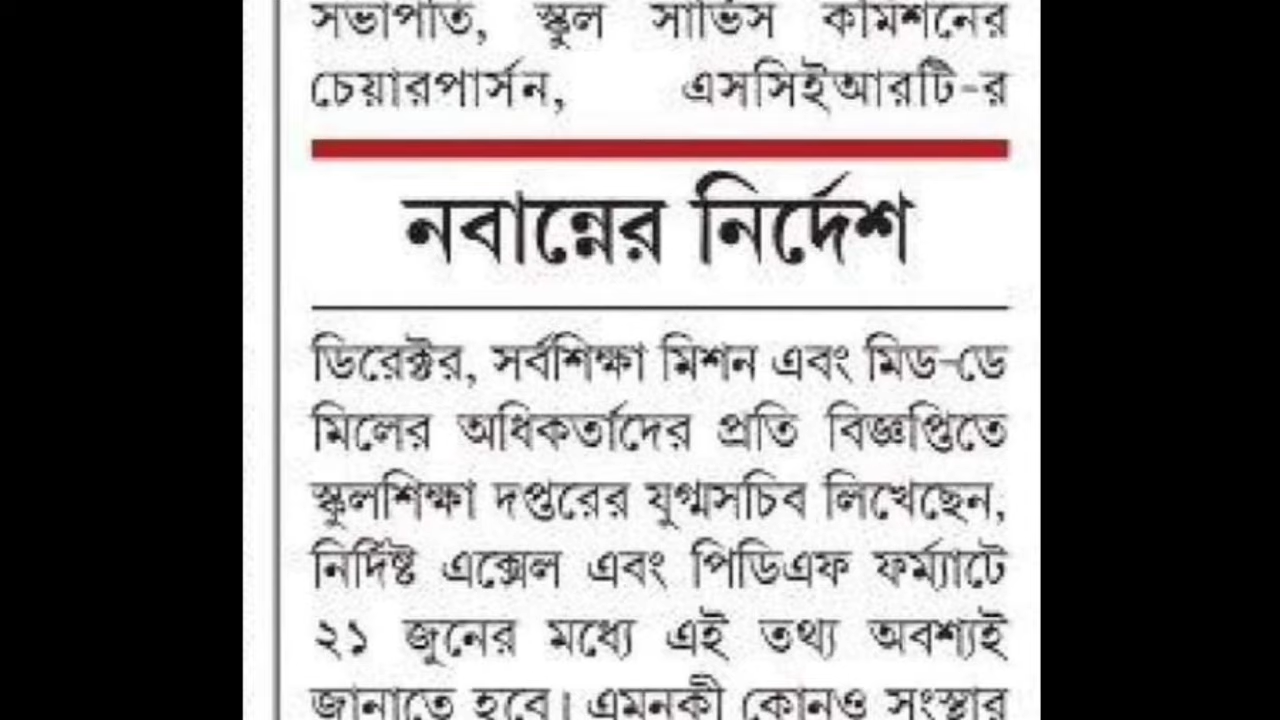 সভাপতি, স্কুল সার্ভিস কমিশনের
চেয়ারপার্সন, এসসিইআরটি-র
নবান্নের নির্দেশ
ডিরেক্টর, সর্বশিক্ষা মিশন এবং মিড-ডে
মিলের অধিকর্তাদের প্রতি বিজ্ঞপ্তিতে
স্কুলশিক্ষা দপ্তরের যুগ্মসচিব লিখেছেন,
নির্দিষ্ট এক্সেল এবং পিডিএফ ফর্ম্যাটে
২১ জুনের মধ্যে এই তথ্য অবশ্যই
জানাতে হবে। এমনকী কোনও সংস্থার